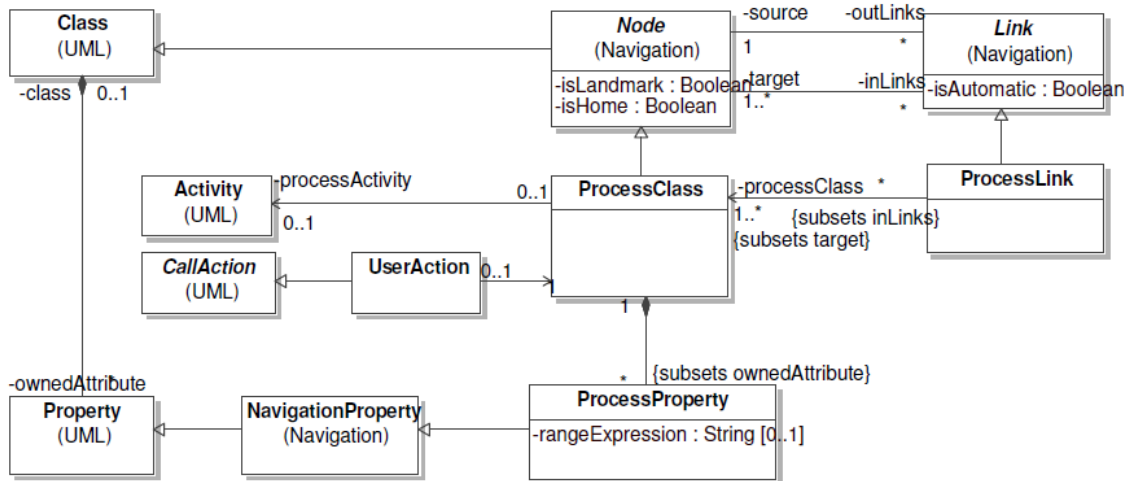 Class
(UML)
-class
0..1
Node
(Navigation)
-isLandmark : Boolean
-isHome : Boolean
-source
-outLinks
1
*
-target
-inLinks
1..*
*
Link
(Navigation)
-isAutomatic : Boolean
Activity
(UML)
-processActivity
0..1
0..1
ProcessClass
-processClass
*
1..*
{subsets inLinks}
{subsets target}
ProcessLink
CallAction
(UML)
UserAction
0..1
1
1
{subsets ownedAttribute}
*
-ownedAttribute
*
Property
(UML)
NavigationProperty
(Navigation)
ProcessProperty
-rangeExpression : String [0..1]